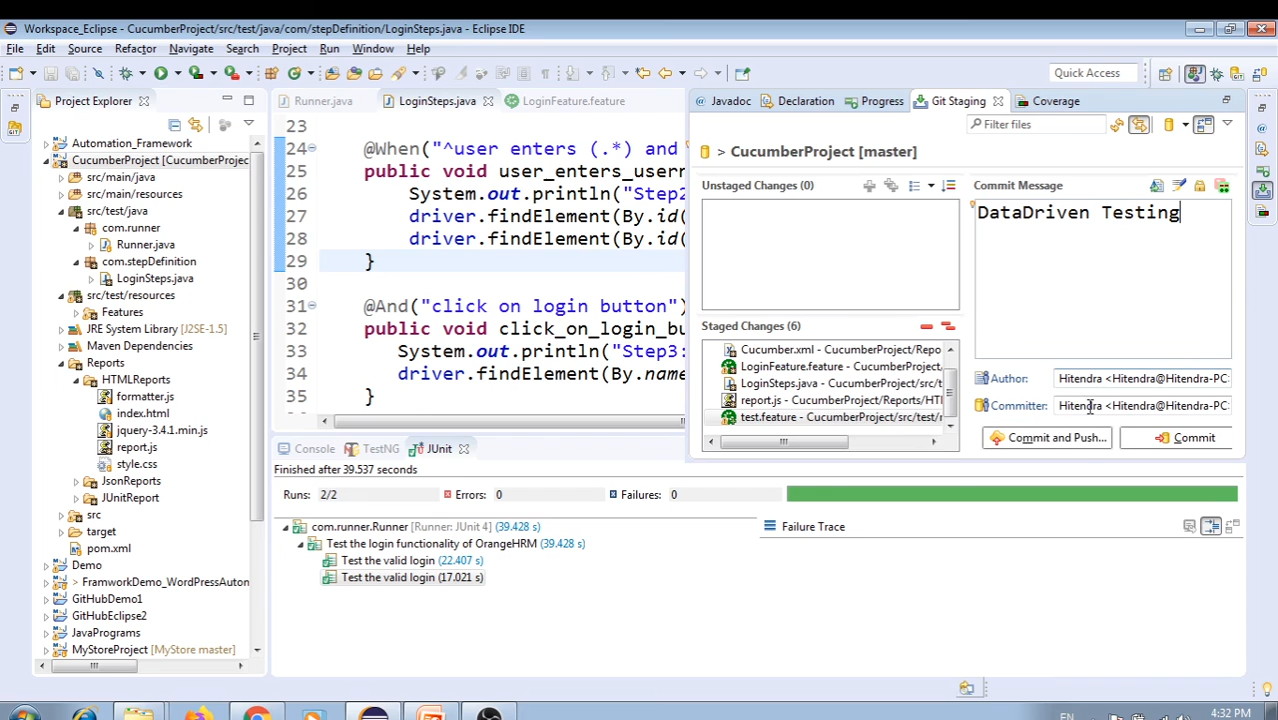 Workspace_Eclipse - CucumberProject/src/test/java/com/stepDefinition/LoginSteps.java - Eclipse IDE
File Edit Source Refactor Navigate Search Project Run Window Help
Quick Access
Project Explorer
Automation_Framework
CucumberProject [CucumberProjec
src/main/java
src/main/resources
src/test/java
com.runner
Runner.java
com.stepDefinition
LoginSteps.java
src/test/resources
Features
JRE System Library [J2SE-1.5]
Maven Dependencies
Reports
HTMLReports
formatter.js
index.html
jquery-3.4.1.min.js
report.js
style.css
JsonReports
JUnitReport
src
target
pom.xml
Demo
> FramworkDemo_WordPressAuton
GitHubDemo1
GitHubEclipse2
JavaPrograms
MyStoreProject [MyStore master]
Runner.java LoginSteps.java LoginFeature.feature
23
24 @When("^user enters (.*) and
25 public void user_enters_usern
26 System.out.println("Step2
27 driver.findElement(By.id(
28 driver.findElement(By.id(
29 }
30
31 @And("click on login button")
32 public void click_on_login_bu
33 System.out.println("Step3:
34 driver.findElement(By.name
35 }
Javadoc Declaration Progress Git Staging Coverage
Filter files
> CucumberProject [master]
Unstaged Changes (0)
Staged Changes (6)
Cucumber.xml - CucumberProject/Repo
LoginFeature.feature - CucumberProject/
LoginSteps.java - CucumberProject/src/t
report.js - CucumberProject/Reports/HT
test.feature - CucumberProject/src/test/r
Commit Message
DataDriven Testing
Author: Hitendra <Hitendra@Hitendra-PC:
Committer: Hitendra <Hitendra@Hitendra-PC:
Commit and Push... Commit
Console TestNG JUnit
Finished after 39.537 seconds
Runs: 2/2 Errors: 0 Failures: 0
com.runner.Runner [Runner: JUnit 4] (39.428 s)
Test the login functionality of OrangeHRM (39.428 s)
Test the valid login (22.407 s)
Test the valid login (17.021 s)
Failure Trace
EN
4:32 PM